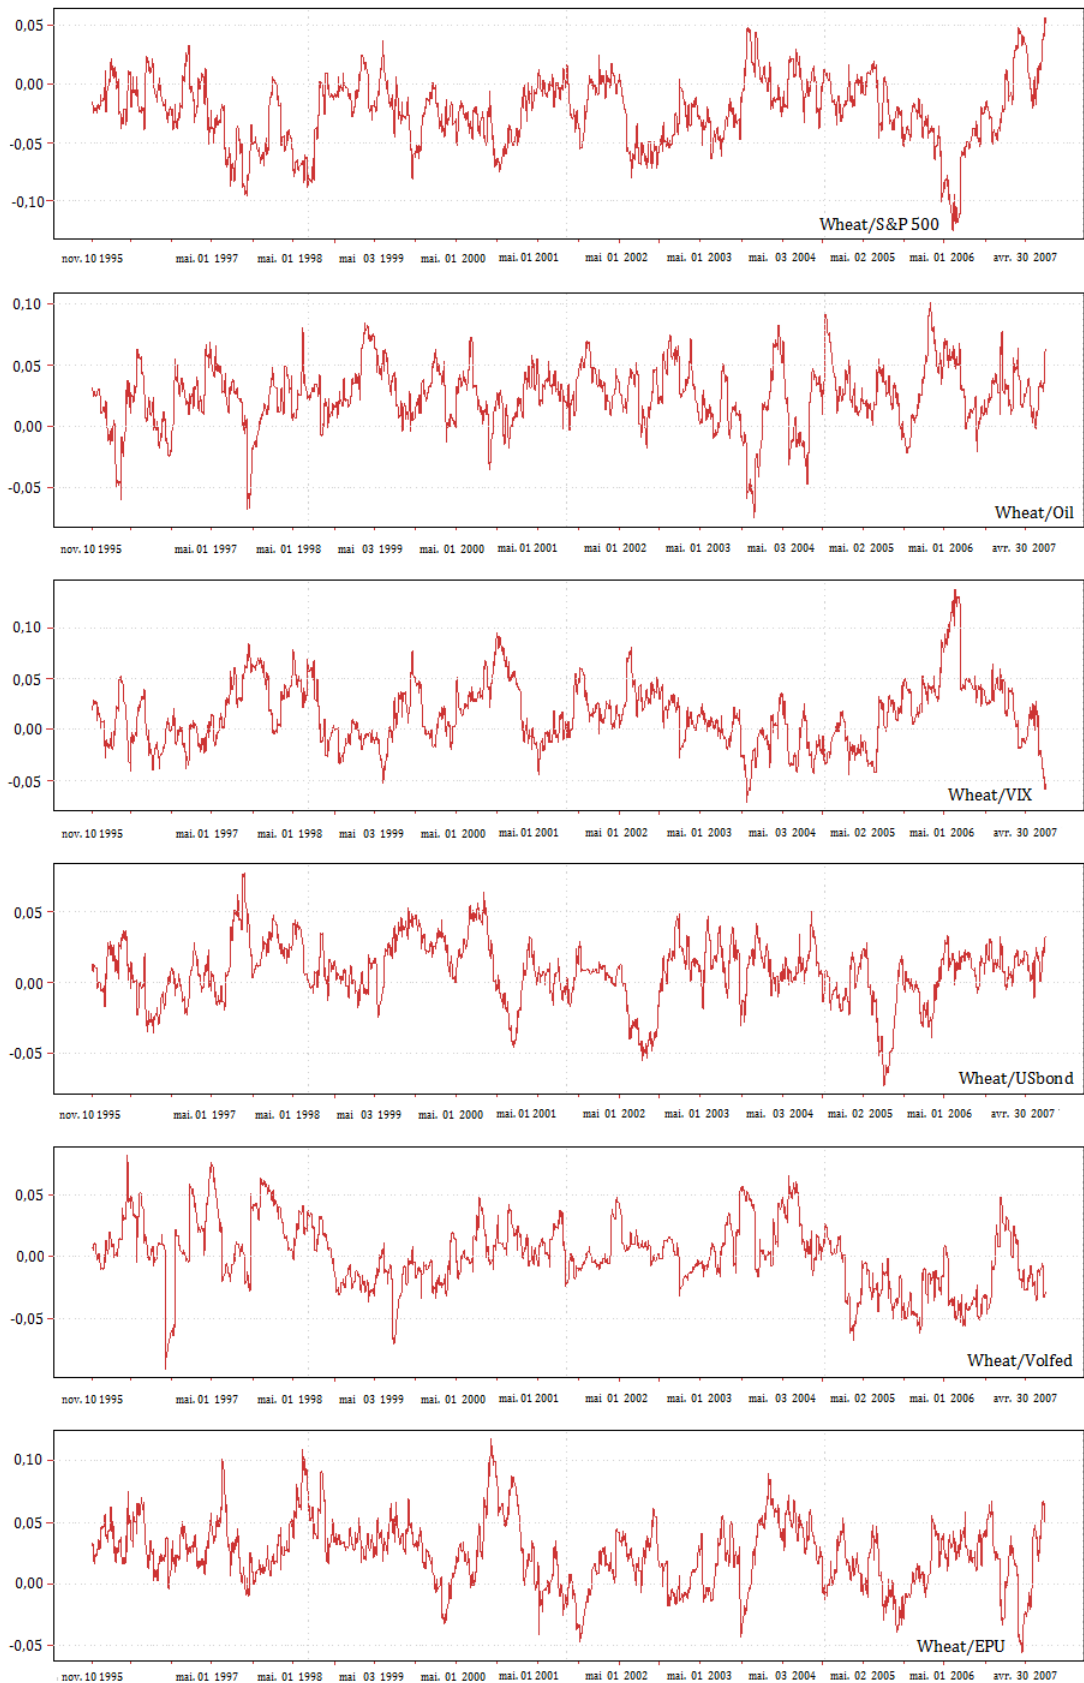 0,05
0,00
-0,05
-0,10
Wheat/S&P 500
nov. 10 1995 mai. 01 1997 mai. 01 1998 mai 03 1999 mai. 01 2000 mai. 01 2001 mai. 01 2002 mai. 01 2003 mai. 03 2004 mai. 02 2005 mai. 01 2006 avr. 30 2007
0,10
0,05
0,00
-0,05
Wheat/Oil
nov. 10 1995 mai. 01 1997 mai. 01 1998 mai 03 1999 mai. 01 2000 mai. 01 2001 mai. 01 2002 mai. 01 2003 mai. 03 2004 mai. 02 2005 mai. 01 2006 avr. 30 2007
0,10
0,05
0,00
-0,05
Wheat/VIX
nov. 10 1995 mai. 01 1997 mai. 01 1998 mai 03 1999 mai. 01 2000 mai. 01 2001 mai. 01 2002 mai. 01 2003 mai. 03 2004 mai. 02 2005 mai. 01 2006 avr. 30 2007
0,05
0,00
-0,05
Wheat/USbond
nov. 10 1995 mai. 01 1997 mai. 01 1998 mai 03 1999 mai. 01 2000 mai. 01 2001 mai. 01 2002 mai. 01 2003 mai. 03 2004 mai. 02 2005 mai. 01 2006 avr. 30 2007
0,05
0,00
-0,05
Wheat/Volfed
nov. 10 1995 mai. 01 1997 mai. 01 1998 mai 03 1999 mai. 01 2000 mai. 01 2001 mai. 01 2002 mai. 01 2003 mai. 03 2004 mai. 02 2005 mai. 01 2006 avr. 30 2007
0,10
0,05
0,00
-0,05
Wheat/EPU
nov. 10 1995 mai. 01 1997 mai. 01 1998 mai 03 1999 mai. 01 2000 mai. 01 2001 mai. 01 2002 mai. 01 2003 mai. 03 2004 mai. 02 2005 mai. 01 2006 avr. 30 2007